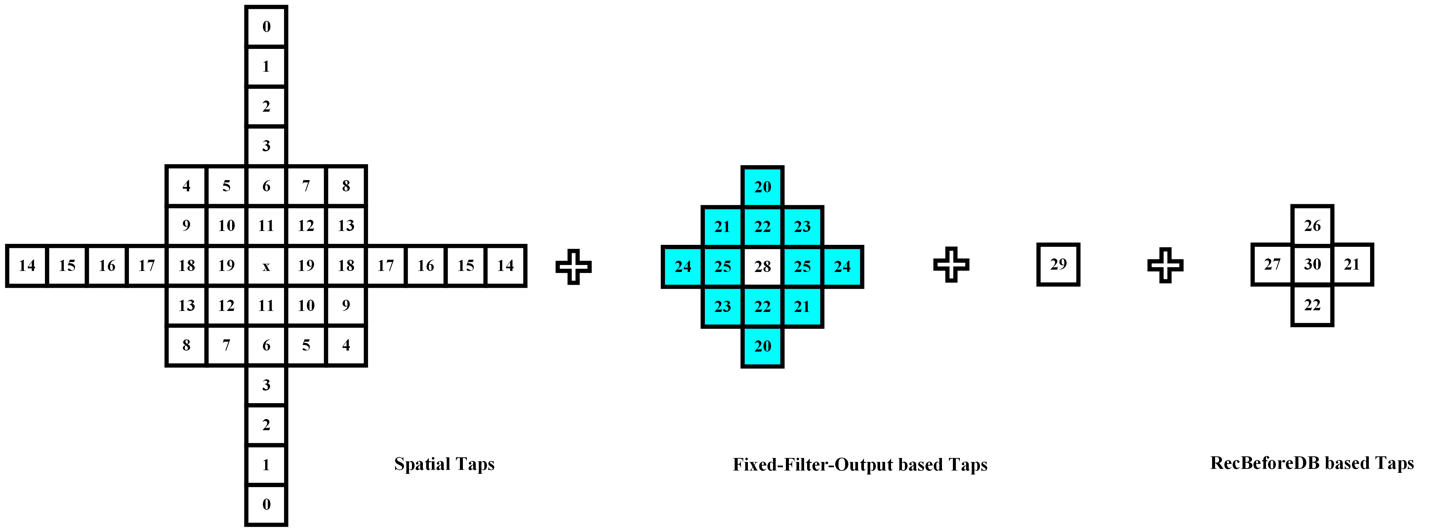 0
1
2
3
4 5 6 7 8 20
9 10 11 12 13 21 22 23 26
14 15 16 17 18 19 x 19 18 17 16 15 14 24 25 28 25 24 29 27 30 21
13 12 11 10 9 23 22 21 22
8 7 6 5 4 20
3
2
1
Spatial Taps Fixed-Filter-Output based Taps RecBeforeDB based Taps
0